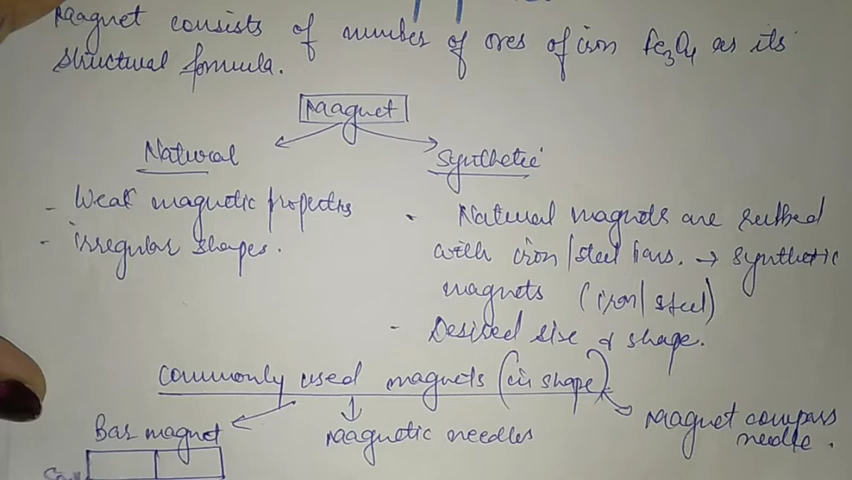 Magnet consists of number of ores of iron Fe3O4 as its
structural formula.
Magnet
Natural
Synthetic
- Weak magnetic properties
- irregular shapes.
- Natural magnets are rubbed
with iron/steel bars. → synthetic
magnets (iron/steel)
- Desired size & shape.
Commonly used magnets (in shape)
Bar magnet
Magnetic needles
Magnet compass
needle.